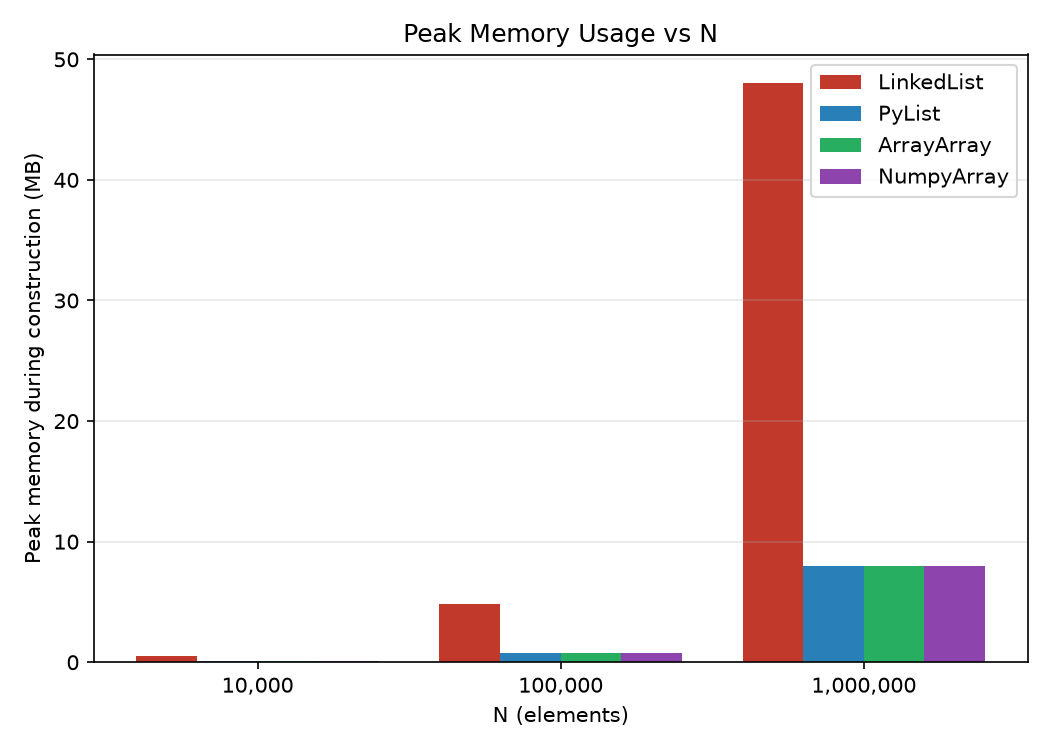 Peak Memory Usage vs N
Peak memory during construction (MB)
50
40
30
20
10
0
LinkedList
PyList
ArrayArray
NumpyArray
10,000
100,000
1,000,000
N (elements)